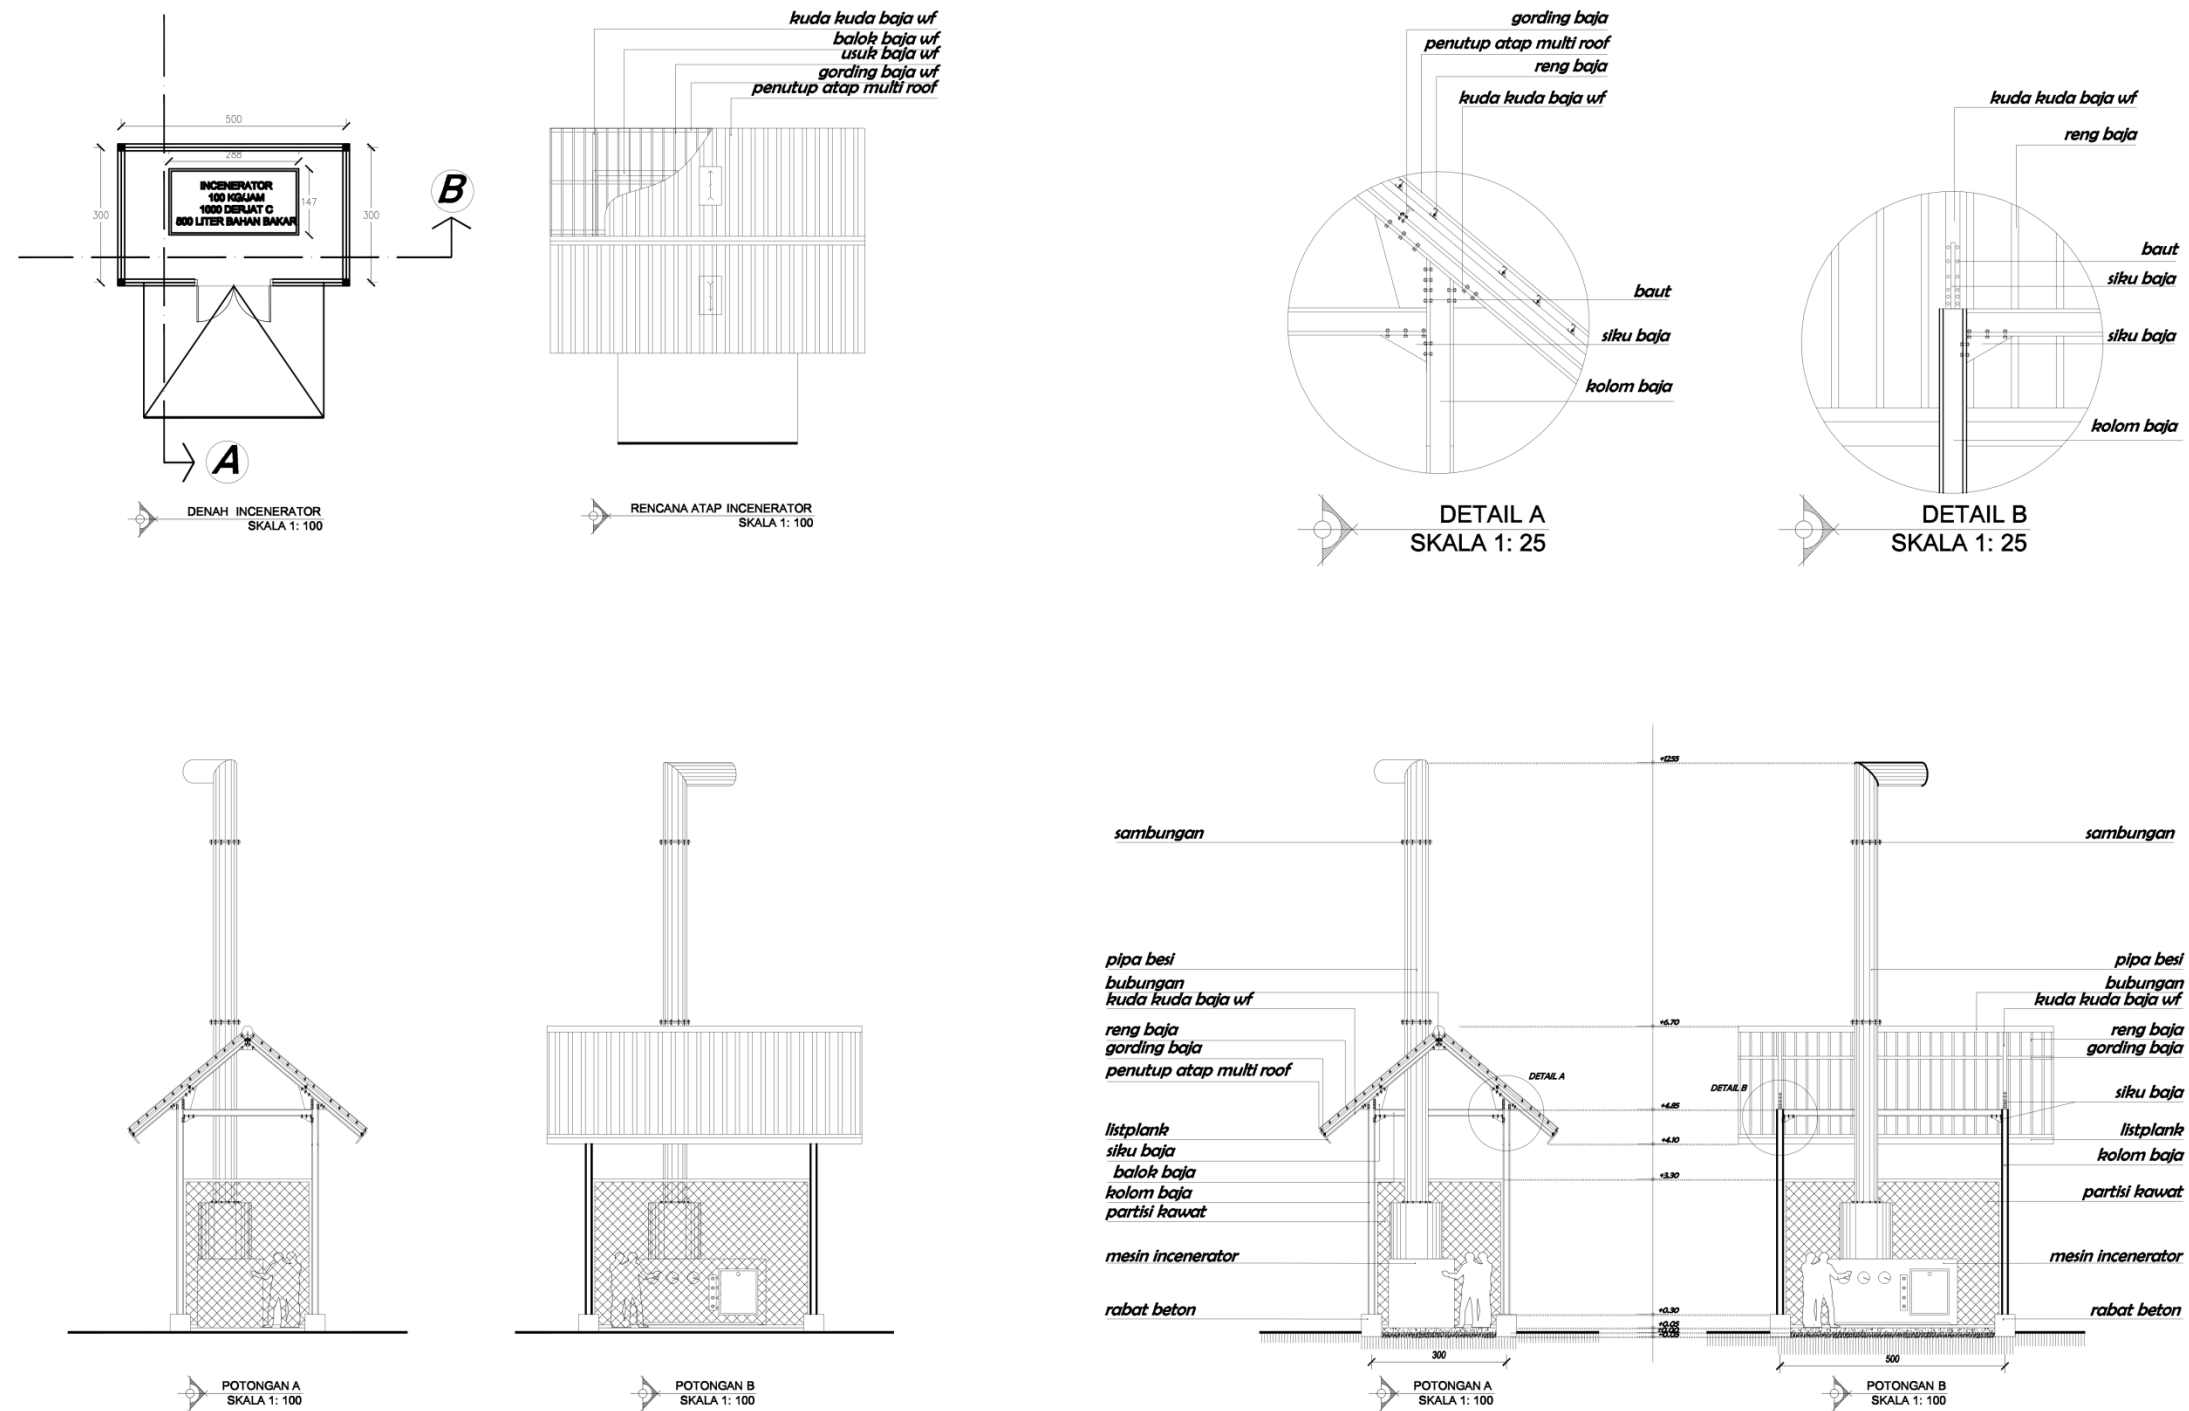 kuda kuda baja wf
balok baja wf
usuk baja wf
gording baja wf
penutup atap multi roof
500
288
INCENERATOR
100 KG/JAM
1000 DERJAT C
500 LITER BAHAN BAKAR
147
300
300
B
A
DENAH INCENERATOR
SKALA 1: 100
RENCANA ATAP INCENERATOR
SKALA 1: 100
gording baja
penutup atap multi roof
reng baja
kuda kuda baja wf
baut
siku baja
kolom baja
DETAIL A
SKALA 1: 25
kuda kuda baja wf
reng baja
baut
siku baja
siku baja
kolom baja
DETAIL B
SKALA 1: 25
POTONGAN A
SKALA 1: 100
POTONGAN B
SKALA 1: 100
sambungan
pipa besi
bubungan
kuda kuda baja wf
reng baja
gording baja
penutup atap multi roof
listplank
siku baja
balok baja
kolom baja
partisi kawat
mesin incenerator
rabat beton
DETAIL A
300
POTONGAN A
SKALA 1: 100
+12.55
+6.70
+4.85
+4.10
+3.30
+0.30
+0.05
+0.00
-0.05
DETAIL B
sambungan
pipa besi
bubungan
kuda kuda baja wf
reng baja
gording baja
siku baja
listplank
kolom baja
partisi kawat
mesin incenerator
rabat beton
500
POTONGAN B
SKALA 1: 100